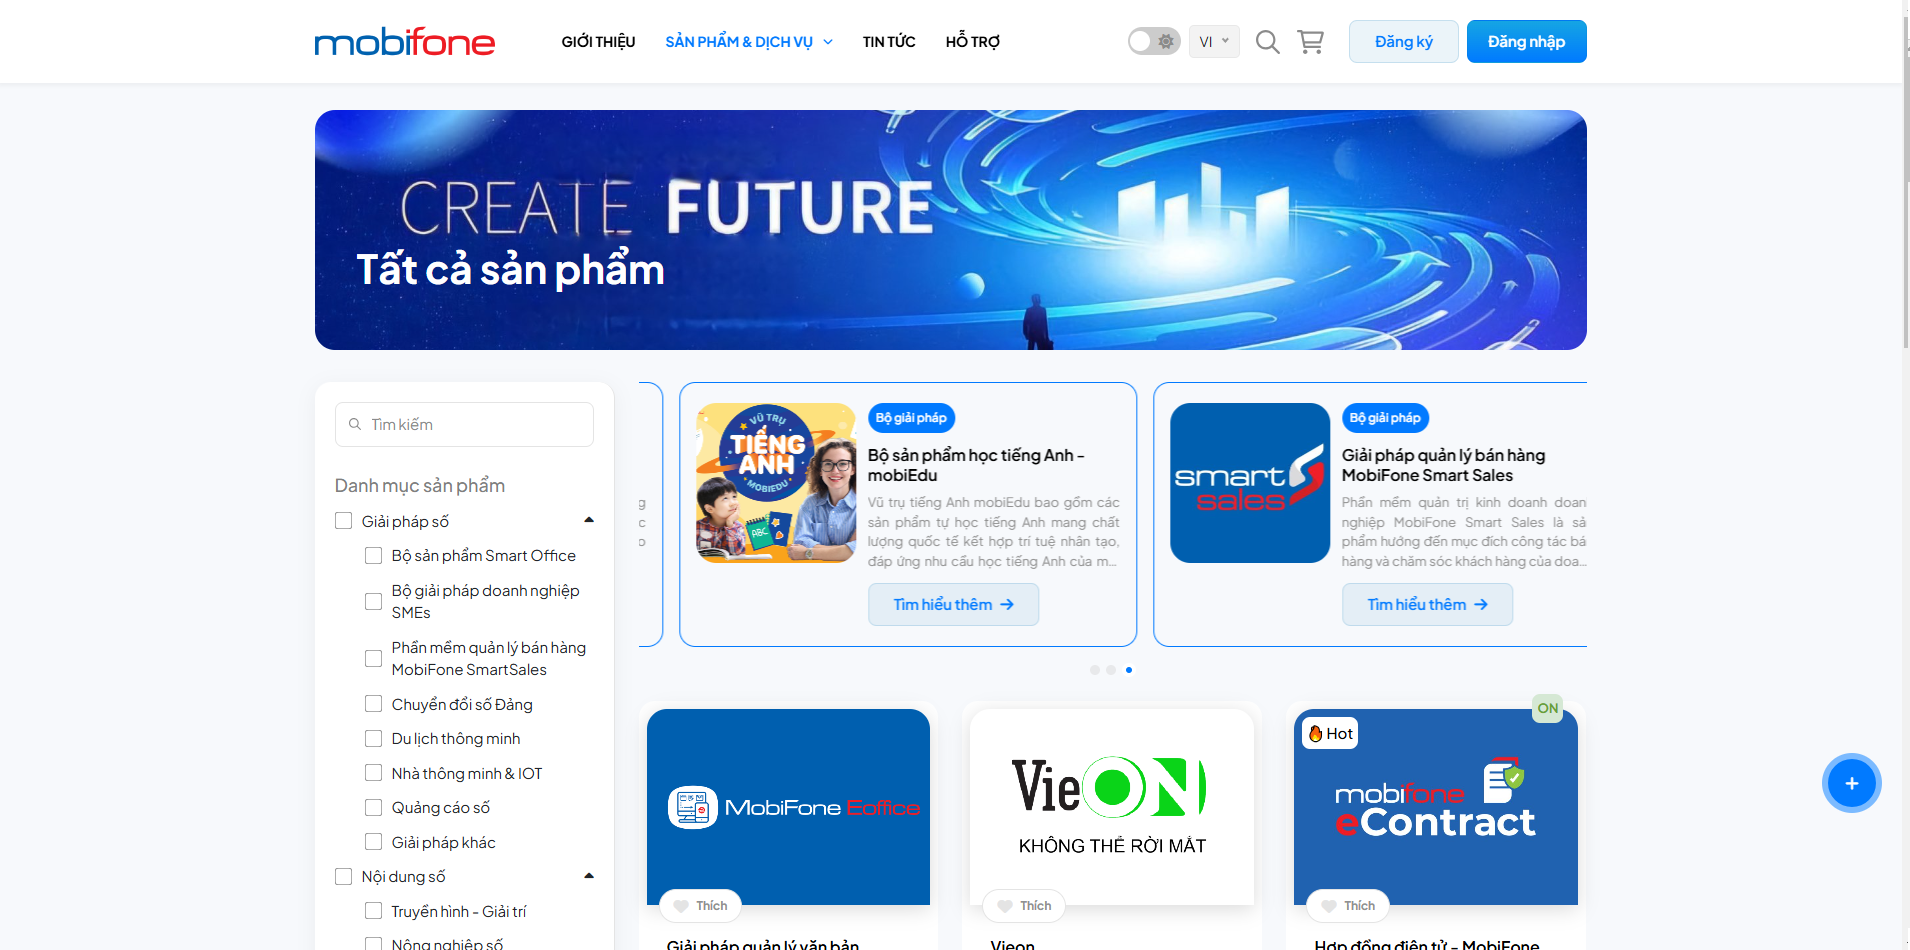 mobifone
GIỚI THIỆU
SẢN PHẨM & DỊCH VỤ
TIN TỨC
HỖ TRỢ
VI
Đăng ký
Đăng nhập
CREATE FUTURE
Tất cả sản phẩm
Tìm kiếm
Danh mục sản phẩm
Giải pháp số
Bộ sản phẩm Smart Office
Bộ giải pháp doanh nghiệp
SMEs
Phần mềm quản lý bán hàng
MobiFone SmartSales
Chuyển đổi số Đảng
Du lịch thông minh
Nhà thông minh & IOT
Quảng cáo số
Giải pháp khác
Nội dung số
Truyền hình - Giải trí
Nông nghiệp số
g
c
o
VŨ TRỤ
TIẾNG
ANH
MOBIEDU
ABC
Bộ giải pháp
Bộ sản phẩm học tiếng Anh -
mobiEdu
Vũ trụ tiếng Anh mobiEdu bao gồm các
sản phẩm tự học tiếng Anh mang chất
lượng quốc tế kết hợp trí tuệ nhân tạo,
đáp ứng nhu cầu học tiếng Anh của m...
Tìm hiểu thêm
smart
sales
Bộ giải pháp
Giải pháp quản lý bán hàng
MobiFone Smart Sales
Phần mềm quản trị kinh doanh doan
nghiệp MobiFone Smart Sales là sả
phẩm hướng đến mục đích công tác bá
hàng và chăm sóc khách hàng của doa...
Tìm hiểu thêm
MobiFone Eoffice
Thích
Giải pháp quản lý văn bản
VieON
KHÔNG THỂ RỜI MẮT
Thích
Vieon
ON
Hot
mobifone
eContract
Thích
Hợp đồng điện tử - MobiFone